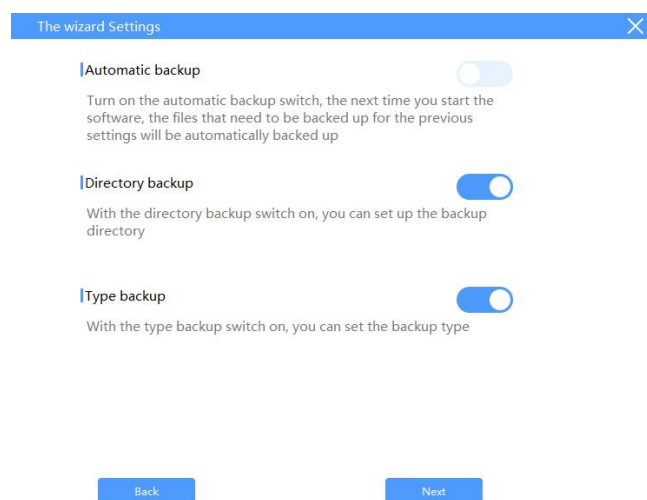 The wizard Settings
Automatic backup
Turn on the automatic backup switch, the next time you start the
software, the files that need to be backed up for the previous
settings will be automatically backed up
Directory backup
With the directory backup switch on, you can set up the backup
directory
Type backup
With the type backup switch on, you can set the backup type
Back
Next